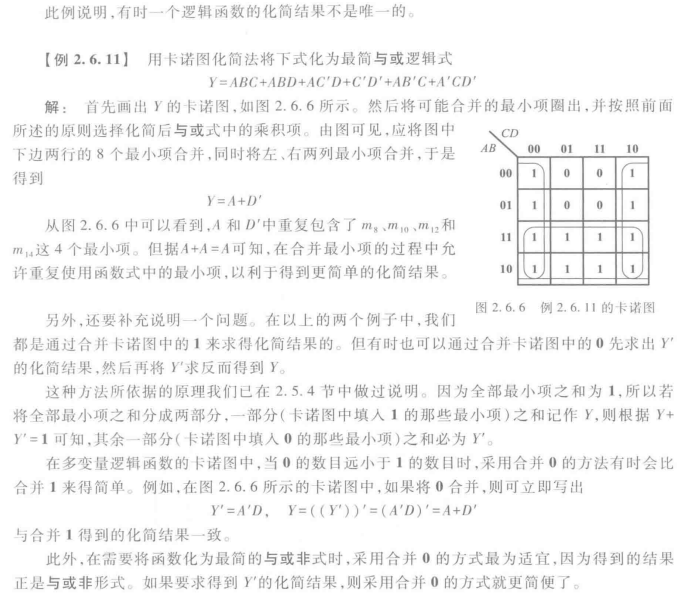 此例说明,有时一个逻辑函数的化简结果不是唯一的。
【例 2.6.11】 用卡诺图化简法将下式化为最简与或逻辑式
Y=ABC+ABD+AC′D+C′D′+AB′C+A′CD′
解: 首先画出 Y 的卡诺图,如图 2.6.6 所示。然后将可能合并的最小项圈出,并按照前面
所述的原则选择化简后与或式中的乘积项。由图可见,应将图中
下边两行的 8 个最小项合并,同时将左、右两列最小项合并,于是
得到
Y=A+D′
从图 2.6.6 中可以看到,A 和 D′中重复包含了 m₈、m₁₀、m₁₂和
m₁₄这 4 个最小项。但据A+A=A可知,在合并最小项的过程中允
许重复使用函数式中的最小项,以利于得到更简单的化简结果。
CD
AB 00 01 11 10
00 1 0 0 1
01 1 0 0 1
11 1 1 1 1
10 1 1 1 1
图 2.6.6 例 2.6.11 的卡诺图
另外,还要补充说明一个问题。在以上的两个例子中,我们
都是通过合并卡诺图中的 1 来求得化简结果的。但有时也可以通过合并卡诺图中的 0 先求出 Y′
的化简结果,然后再将 Y′求反而得到 Y。
这种方法所依据的原理我们已在 2.5.4 节中做过说明。因为全部最小项之和为 1,所以若
将全部最小项之和分成两部分,一部分(卡诺图中填入 1 的那些最小项)之和记作 Y,则根据 Y+
Y′=1 可知,其余一部分(卡诺图中填入 0 的那些最小项)之和必为 Y′。
在多变量逻辑函数的卡诺图中,当 0 的数目远小于 1 的数目时,采用合并 0 的方法有时会比
合并 1 来得简单。例如,在图 2.6.6 所示的卡诺图中,如果将 0 合并,则可立即写出
Y′=A′D, Y=((Y′))′=(A′D)′=A+D′
与合并 1 得到的化简结果一致。
此外,在需要将函数化为最简的与或非式时,采用合并 0 的方式最为适宜,因为得到的结果
正是与或非形式。如果要求得到 Y′的化简结果,则采用合并 0 的方式就更简便了。